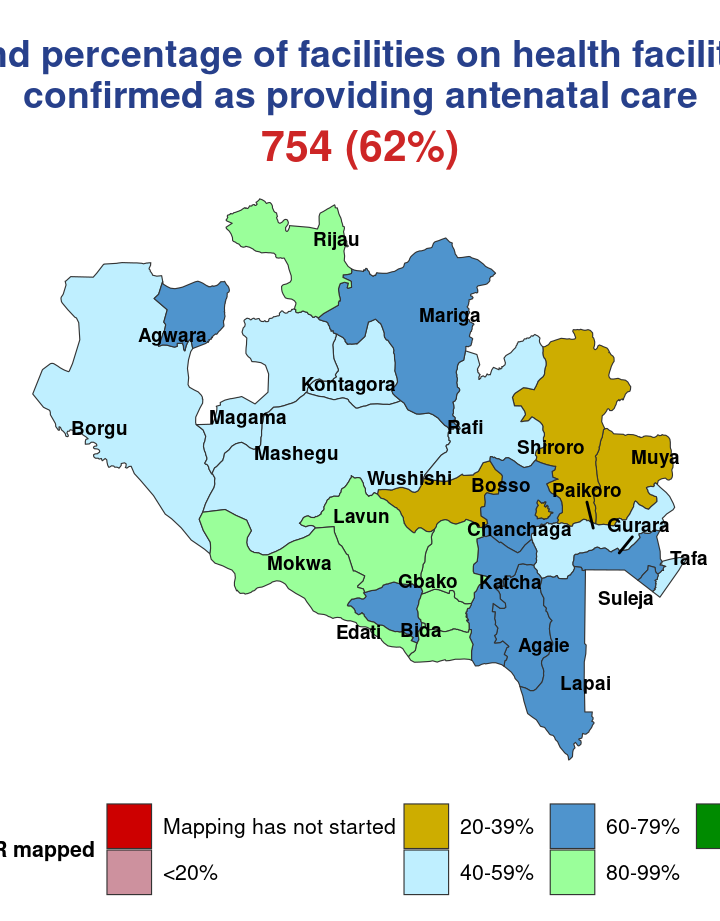 percentage of facilities on health
confirmed as providing antenatal care
754 (62%)
Rijau
Mariga
Agwara
Kontagora
Borgu
Magama
Rafi
Mashegu
Shiroro
Muya
Wushishi
Bosso
Paikoro
Lavun
Chanchaga
Gurara
Mokwa
Tafa
Gbako
Katcha
Suleja
Edati
Bida
Agaie
Lapai
mapped
Mapping has not started
20-39%
60-79%
<20%
40-59%
80-99%